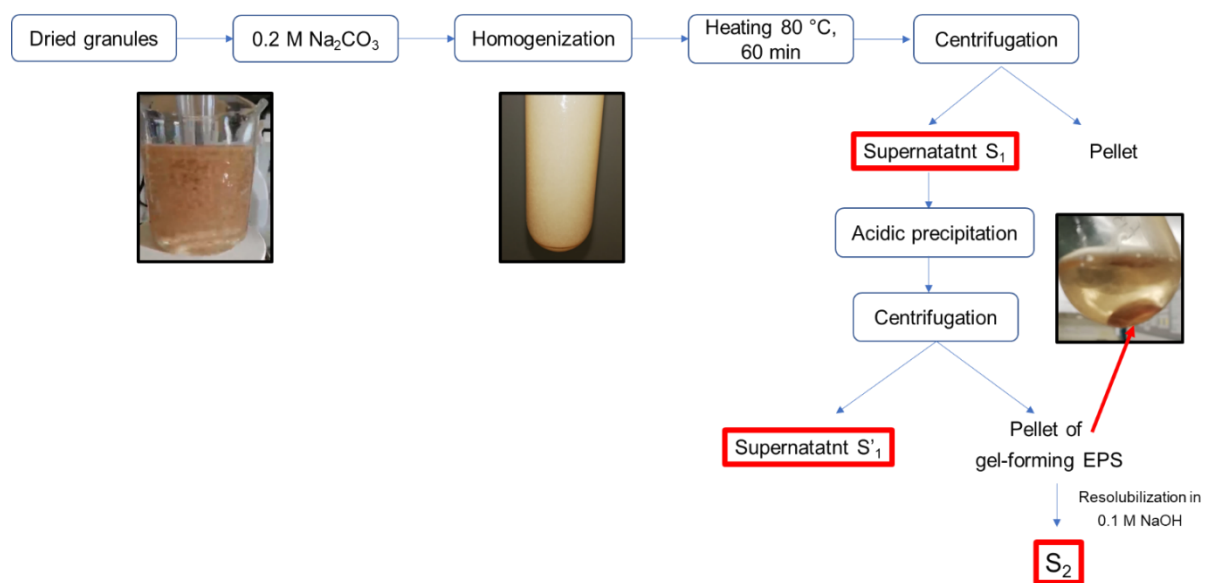 Dried granules
0.2 M Na₂CO₃
Homogenization
Heating 80 °C,
60 min
Centrifugation
Supernatatnt S₁
Pellet
Acidic precipitation
Centrifugation
Supernatatnt S'₁
Pellet of
gel-forming EPS
Resolubilization in
0.1 M NaOH
S₂